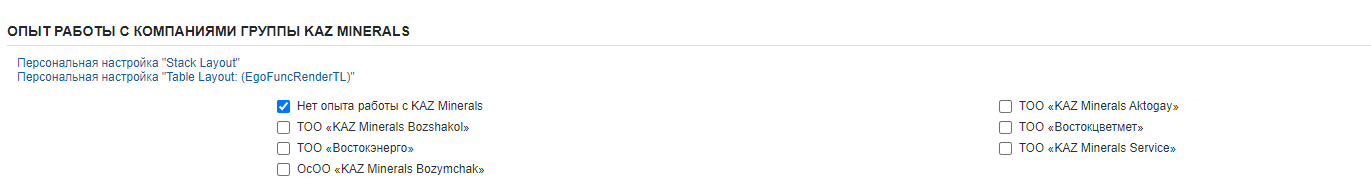 ОПЫТ РАБОТЫ С КОМПАНИЯМИ ГРУППЫ KAZ MINERALS
Персональная настройка "Stack Layout"
Персональная настройка "Table Layout: (EgoFuncRenderTL)"
Нет опыта работы с KAZ Minerals
ТОО «KAZ Minerals Aktogay»
ТОО «KAZ Minerals Bozshakol»
ТОО «Востокцветмет»
ТОО «Востокэнерго»
ТОО «KAZ Minerals Service»
ОсОО «KAZ Minerals Bozymchak»